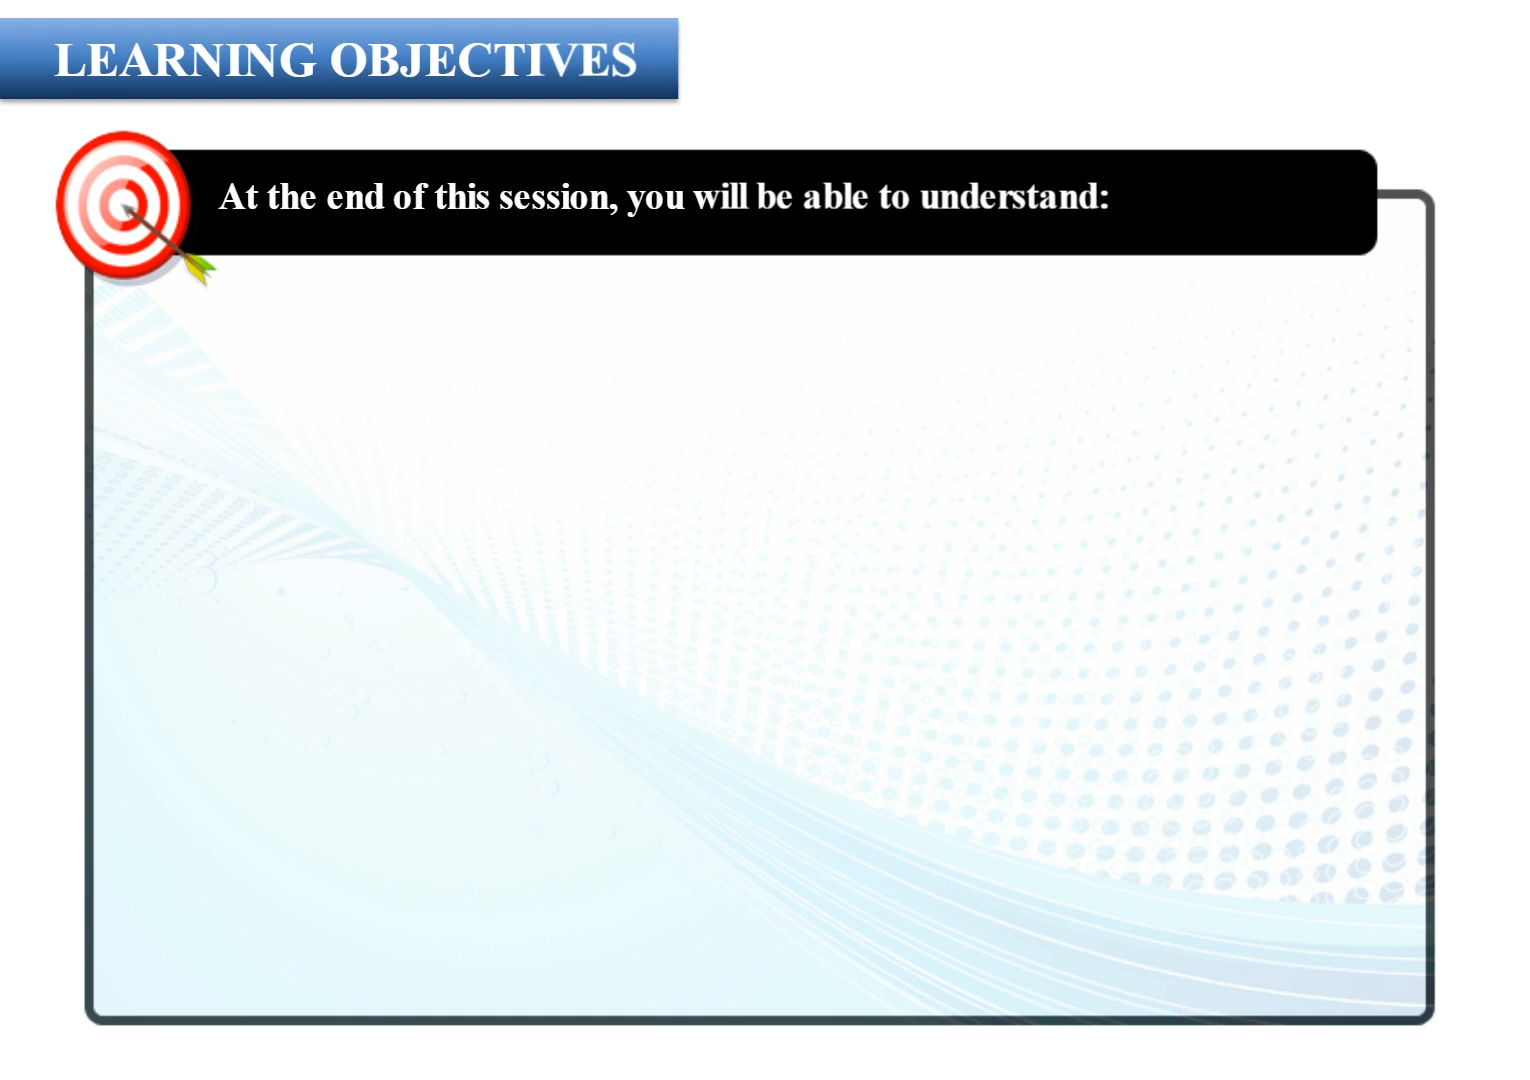 LEARNING OBJECTIVES
At the end of this session, you will be able to understand: